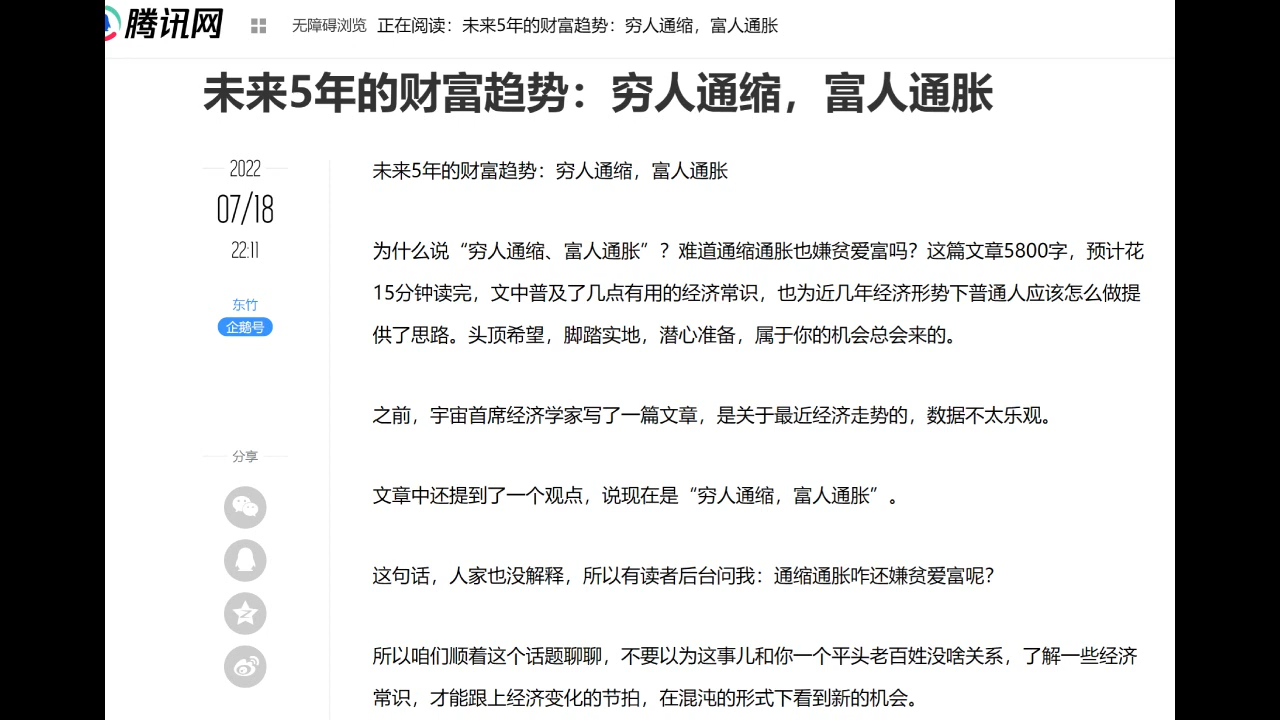 腾讯网
无障碍浏览 正在阅读：未来5年的财富趋势：穷人通缩，富人通胀
未来5年的财富趋势：穷人通缩，富人通胀
2022
07/18
22:11
东竹
企鹅号
分享
未来5年的财富趋势：穷人通缩，富人通胀
为什么说“穷人通缩、富人通胀”？难道通缩通胀也嫌贫爱富吗？这篇文章5800字，预计花
15分钟读完，文中普及了几点有用的经济常识，也为近几年经济形势下普通人应该怎么做提
供了思路。头顶希望，脚踏实地，潜心准备，属于你的机会总会来的。
之前，宇宙首席经济学家写了一篇文章，是关于最近经济走势的，数据不太乐观。
文章中还提到了一个观点，说现在是“穷人通缩，富人通胀”。
这句话，人家也没解释，所以有读者后台问我：通缩通胀咋还嫌贫爱富呢？
所以咱们顺着这个话题聊聊，不要以为这事儿和你一个平头老百姓没啥关系，了解一些经济
常识，才能跟上经济变化的节拍，在混沌的形式下看到新的机会。